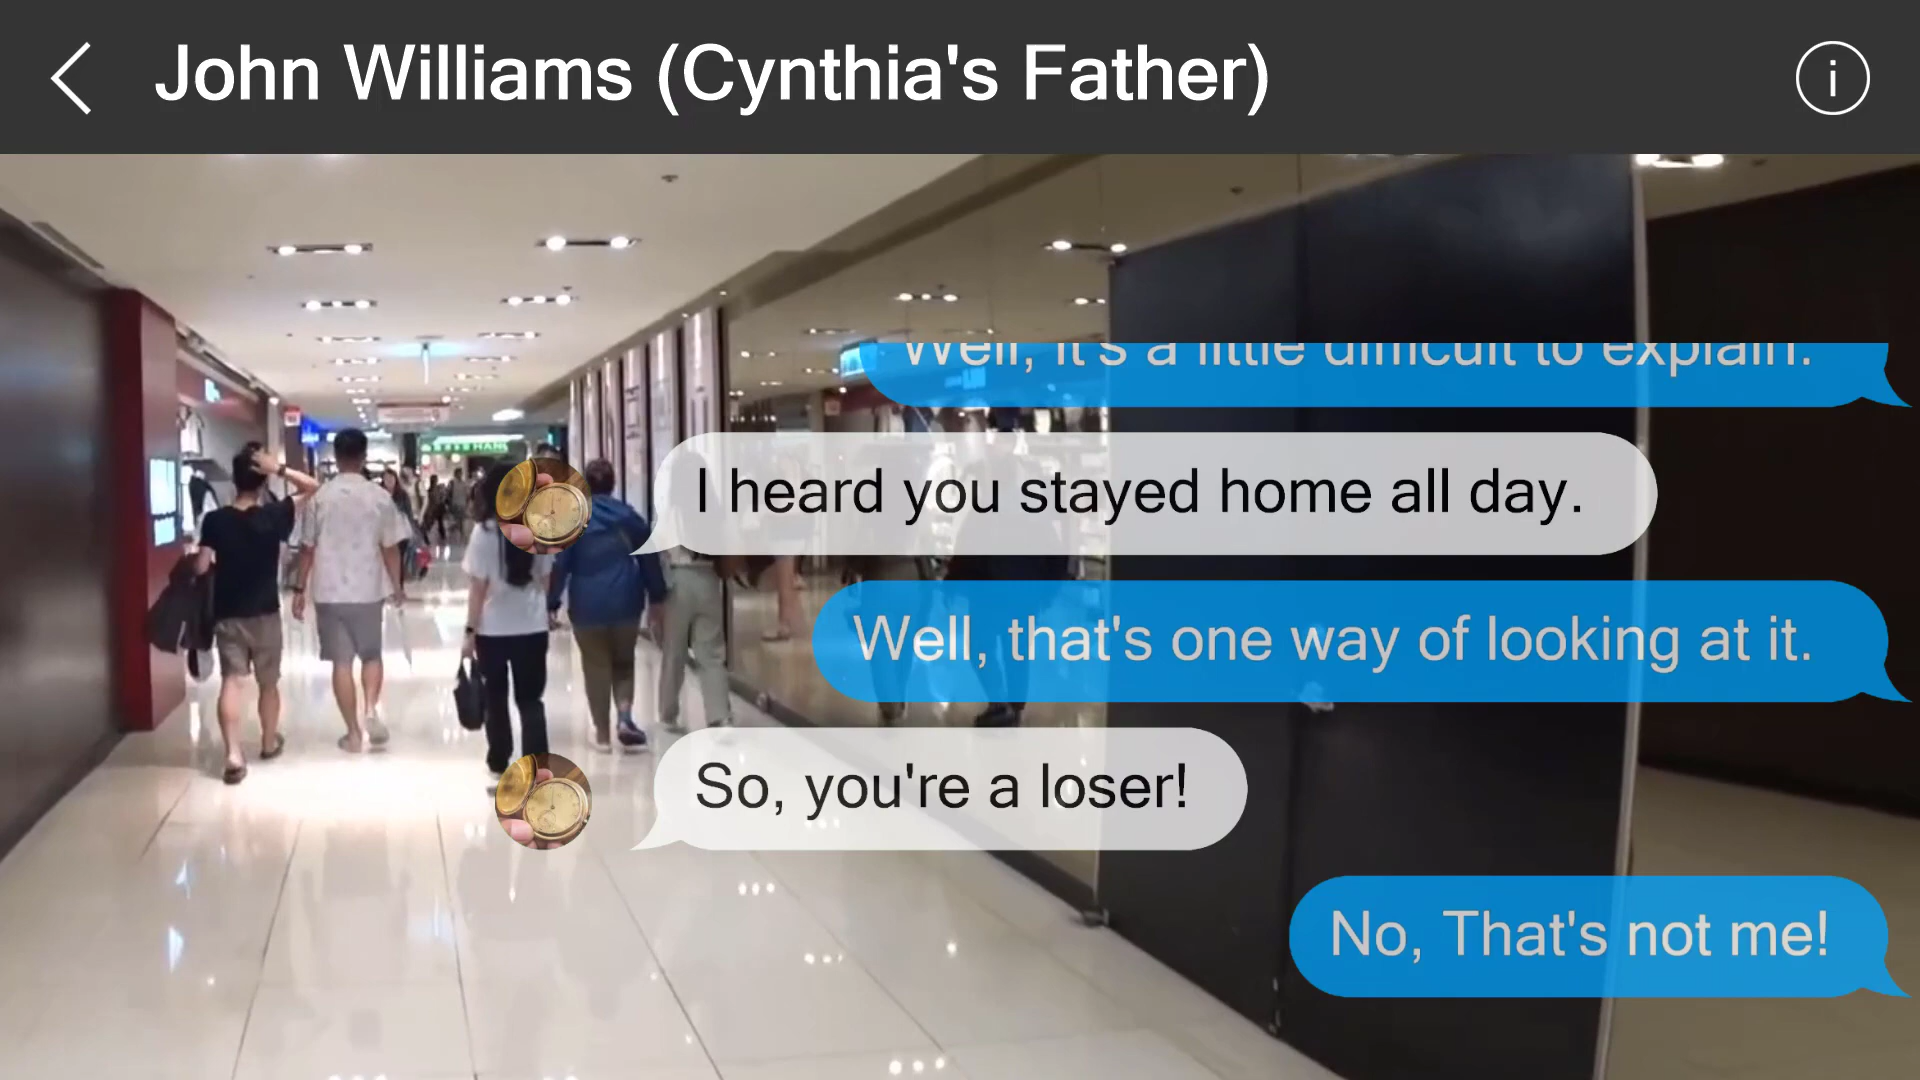 John Williams (Cynthia's Father)
Well, it's a little difficult to explain.
I heard you stayed home all day.
Well, that's one way of looking at it.
So, you're a loser!
No, That's not me!